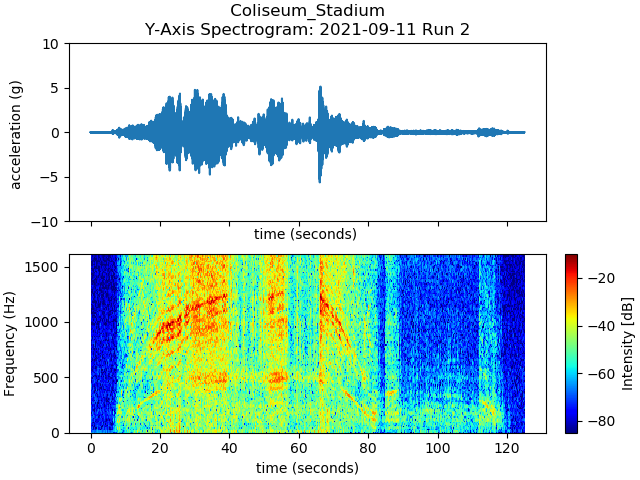 Coliseum_Stadium
Y-Axis Spectrogram: 2021-09-11 Run 2
10
5
0
−5
−10
acceleration (g)
time (seconds)
1500
1000
500
0
Frequency (Hz)
0 20 40 60 80 100 120
time (seconds)
−20
−40
−60
−80
Intensity [dB]